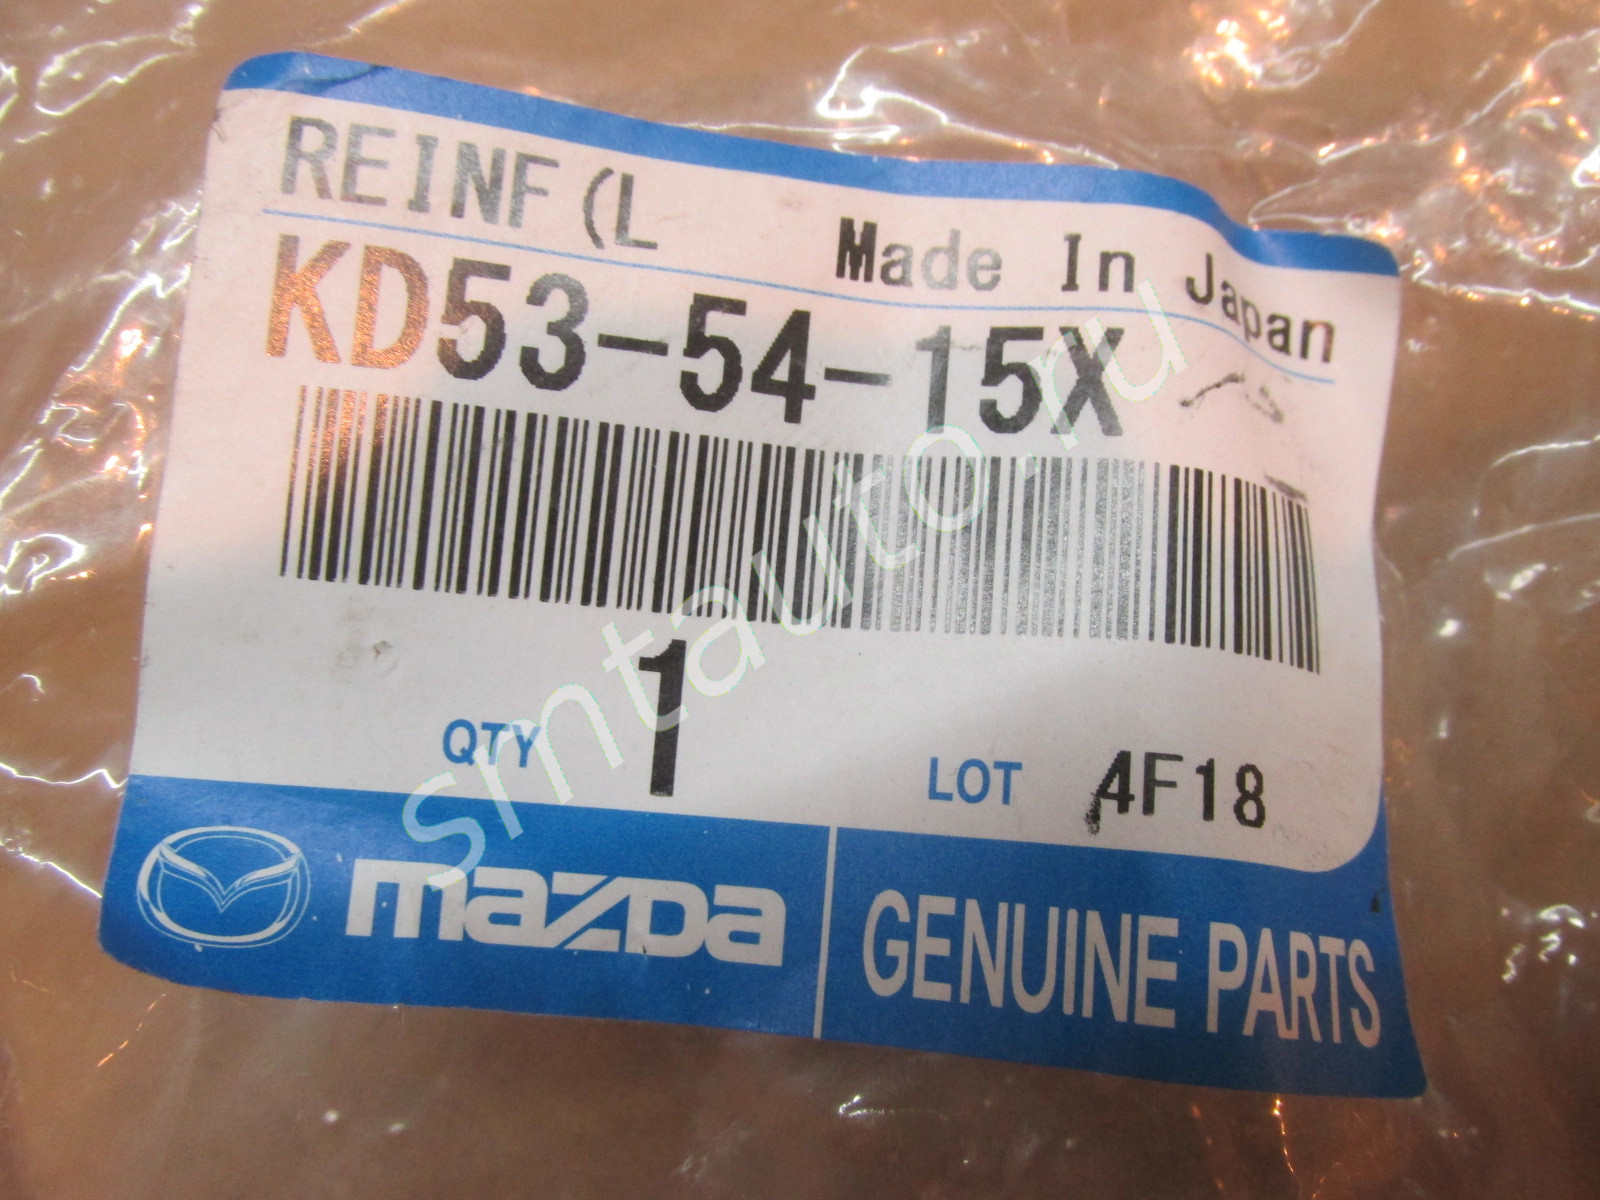 REINF (L
Made In Japan
KD53-54-15X
QTY 1
LOT 4F18
mazda
GENUINE PARTS
smtauto.ru